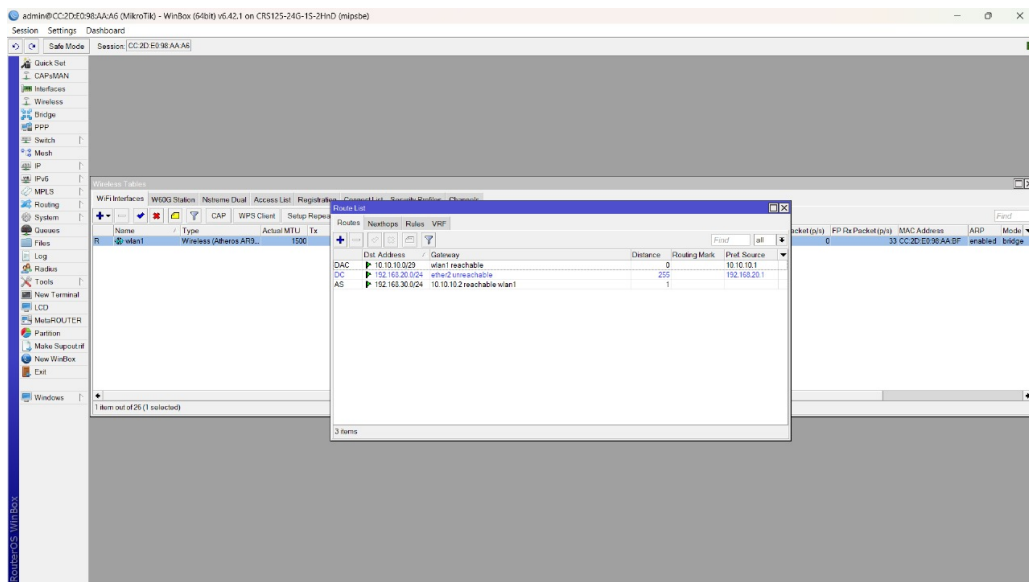 admin@CC:2D:E0:98:AA:A6 (MikroTik) - WinBox (64bit) v6.42.1 on CRS125-24G-1S-2HnD (mipsbe)
Session Settings Dashboard
Safe Mode Session: CC:2D:E0:98:AA:A6
Quick Set
CAPsMAN
Interfaces
Wireless
Bridge
PPP
Switch
Mesh
IP
IPv6
MPLS
Routing
System
Queues
Files
Log
Radius
Tools
New Terminal
LCD
MetaROUTER
Partition
Make Supout.rif
New WinBox
Exit
Windows
RouterOS WinBox
Wireless Tables
WiFi Interfaces W60G Station Nstreme Dual Access List Registration Connect List Security Profiles Channels
CAP WPS Client Setup Repea Find
Name Type Actual MTU Tx acket (p/s) FP Rx Packet (p/s) MAC Address ARP Mode
R wlan1 Wireless (Atheros AR9... 1500 0 33 CC:2D:E0:98:AA:BF enabled bridge
1 item out of 26 (1 selected)
Route List
Routes Nexthops Rules VRF
Find all
Dst. Address Gateway Distance Routing Mark Pref. Source
DAC 10.10.10.0/29 wlan1 reachable 0 10.10.10.1
DC 192.168.20.0/24 ether2 unreachable 255 192.168.20.1
AS 192.168.30.0/24 10.10.10.2 reachable wlan1 1
3 items